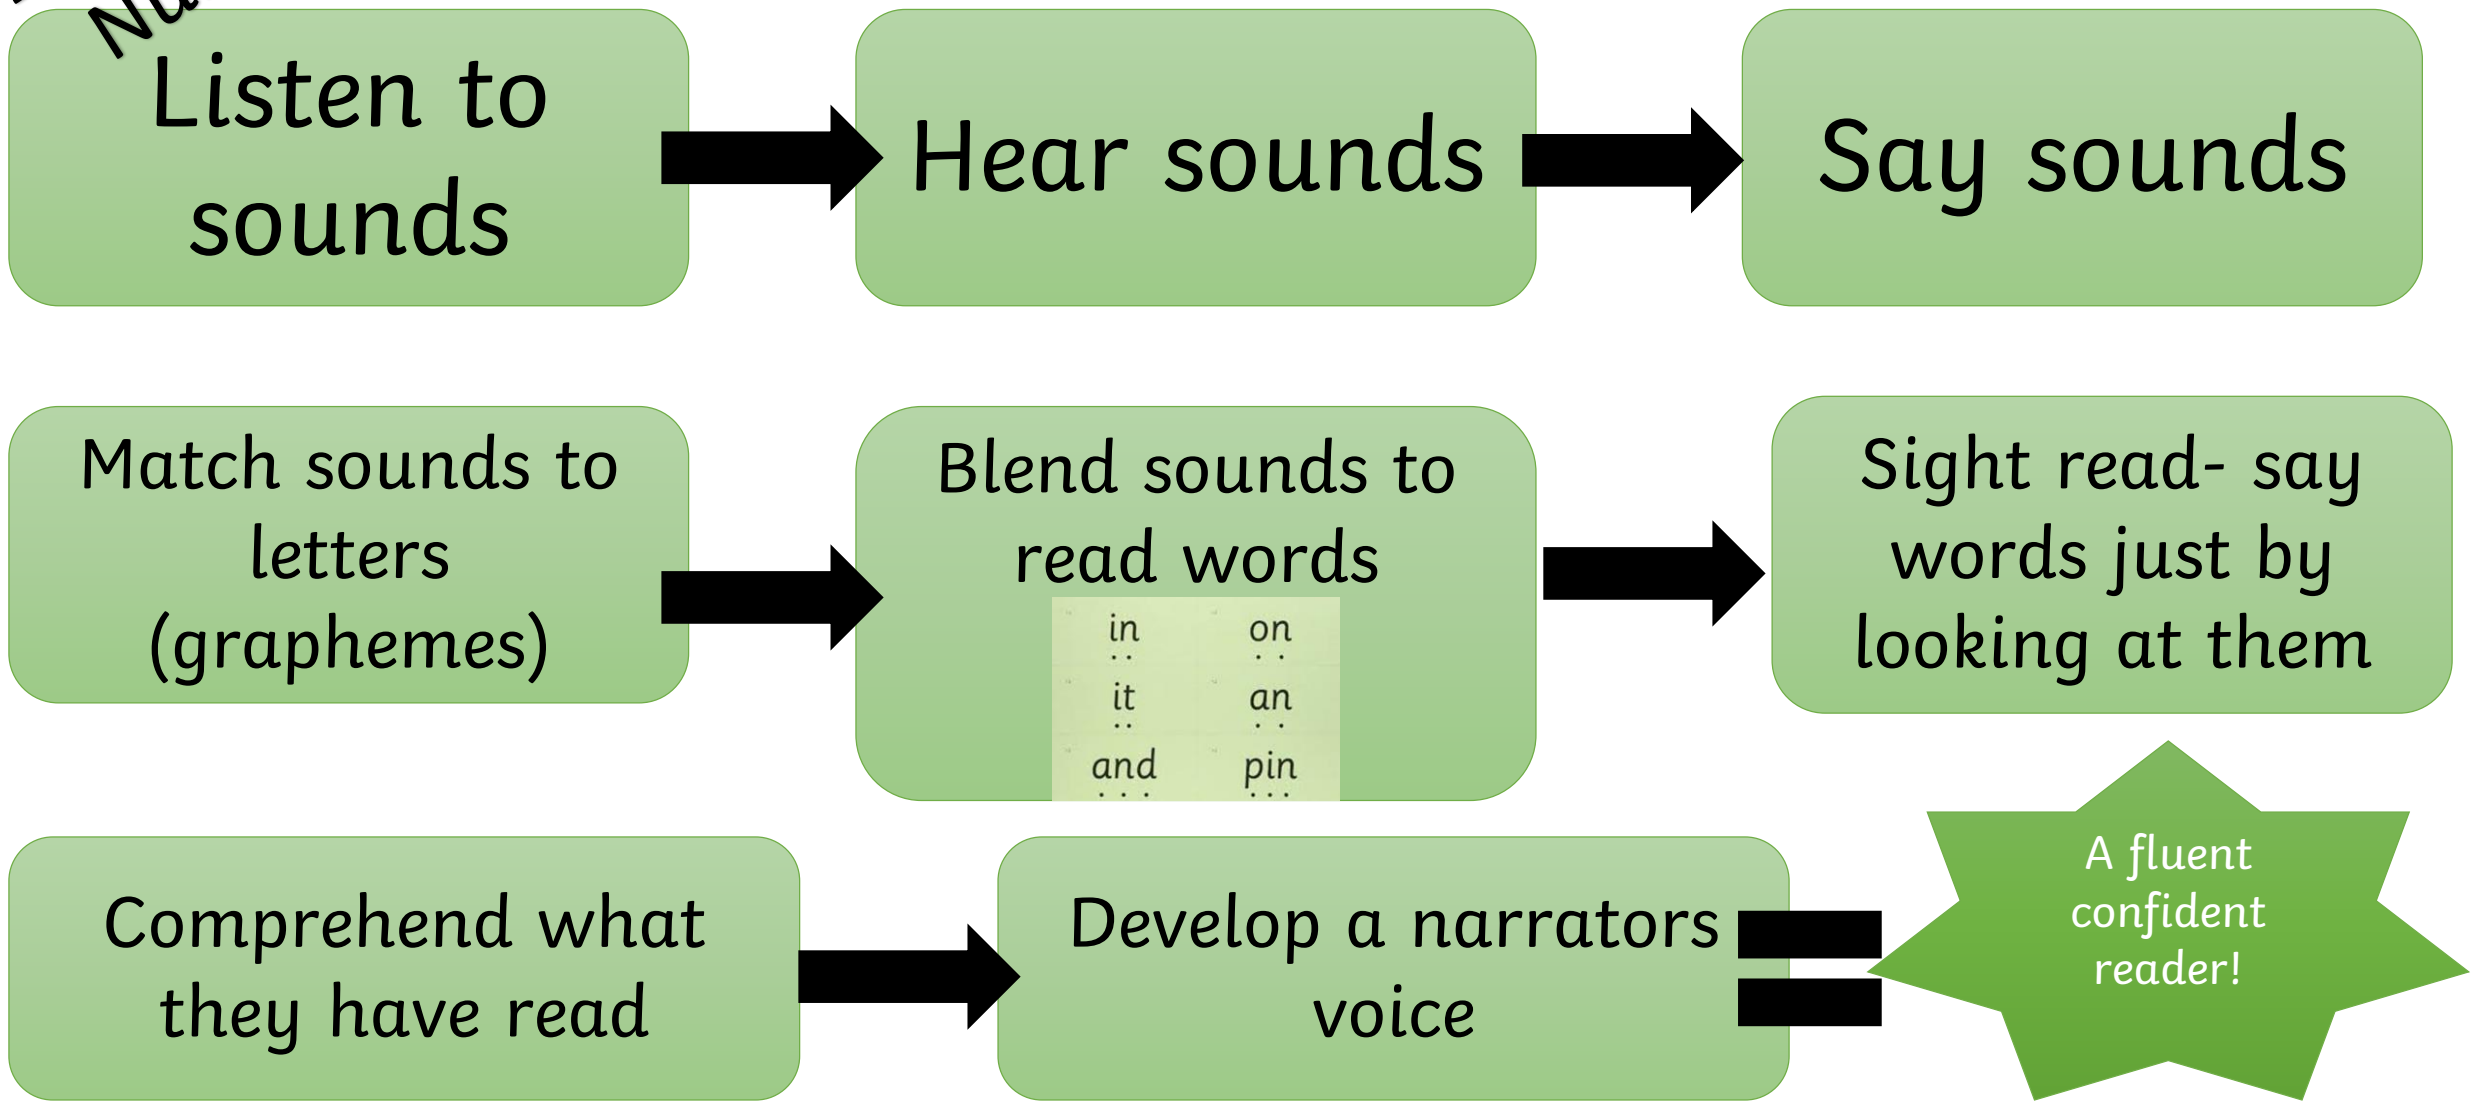 Listen to
sounds
Hear sounds
Say sounds
Match sounds to
letters
(graphemes)
Blend sounds to
read words
in on
it an
and pin
Sight read- say
words just by
looking at them
Comprehend what
they have read
Develop a narrators
voice
A fluent
confident
reader!